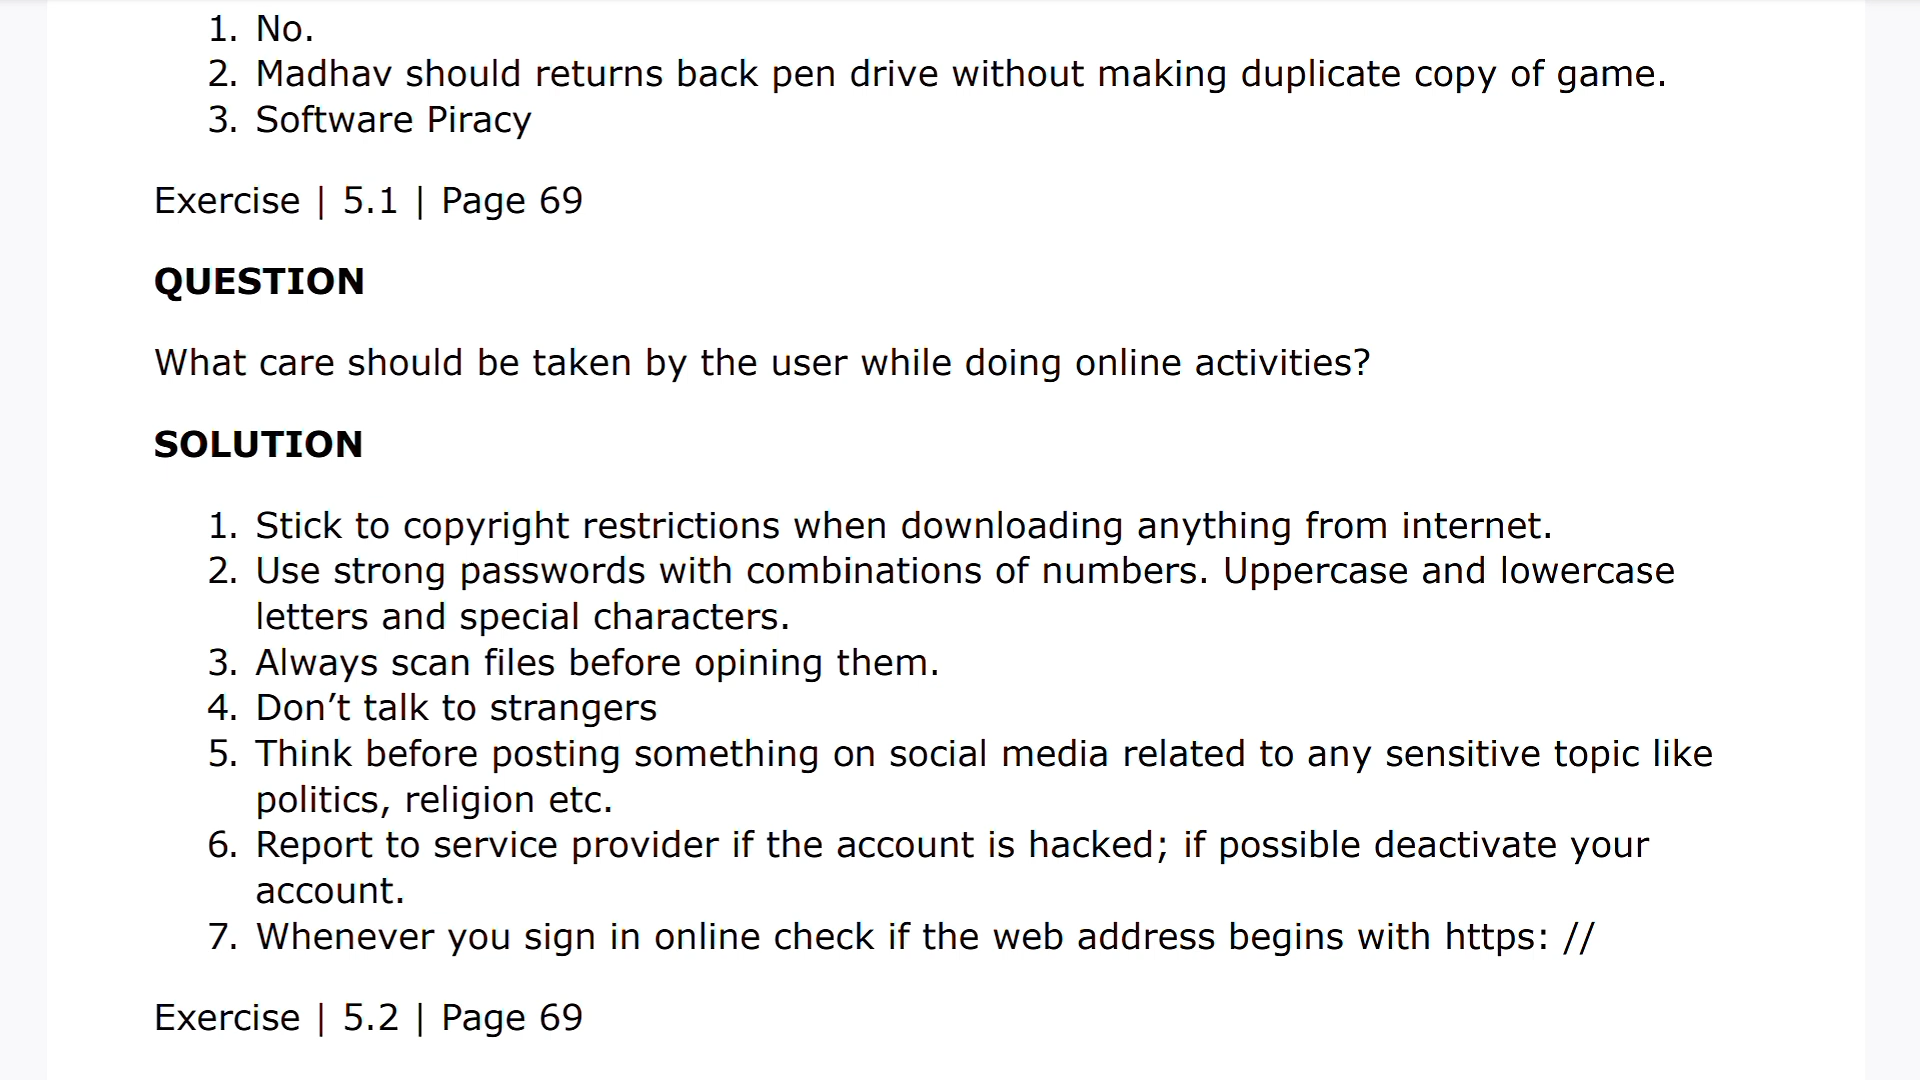 1. No.
2. Madhav should returns back pen drive without making duplicate copy of game.
3. Software Piracy
Exercise | 5.1 | Page 69
QUESTION
What care should be taken by the user while doing online activities?
SOLUTION
1. Stick to copyright restrictions when downloading anything from internet.
2. Use strong passwords with combinations of numbers. Uppercase and lowercase
letters and special characters.
3. Always scan files before opining them.
4. Don’t talk to strangers
5. Think before posting something on social media related to any sensitive topic like
politics, religion etc.
6. Report to service provider if the account is hacked; if possible deactivate your
account.
7. Whenever you sign in online check if the web address begins with https: //
Exercise | 5.2 | Page 69